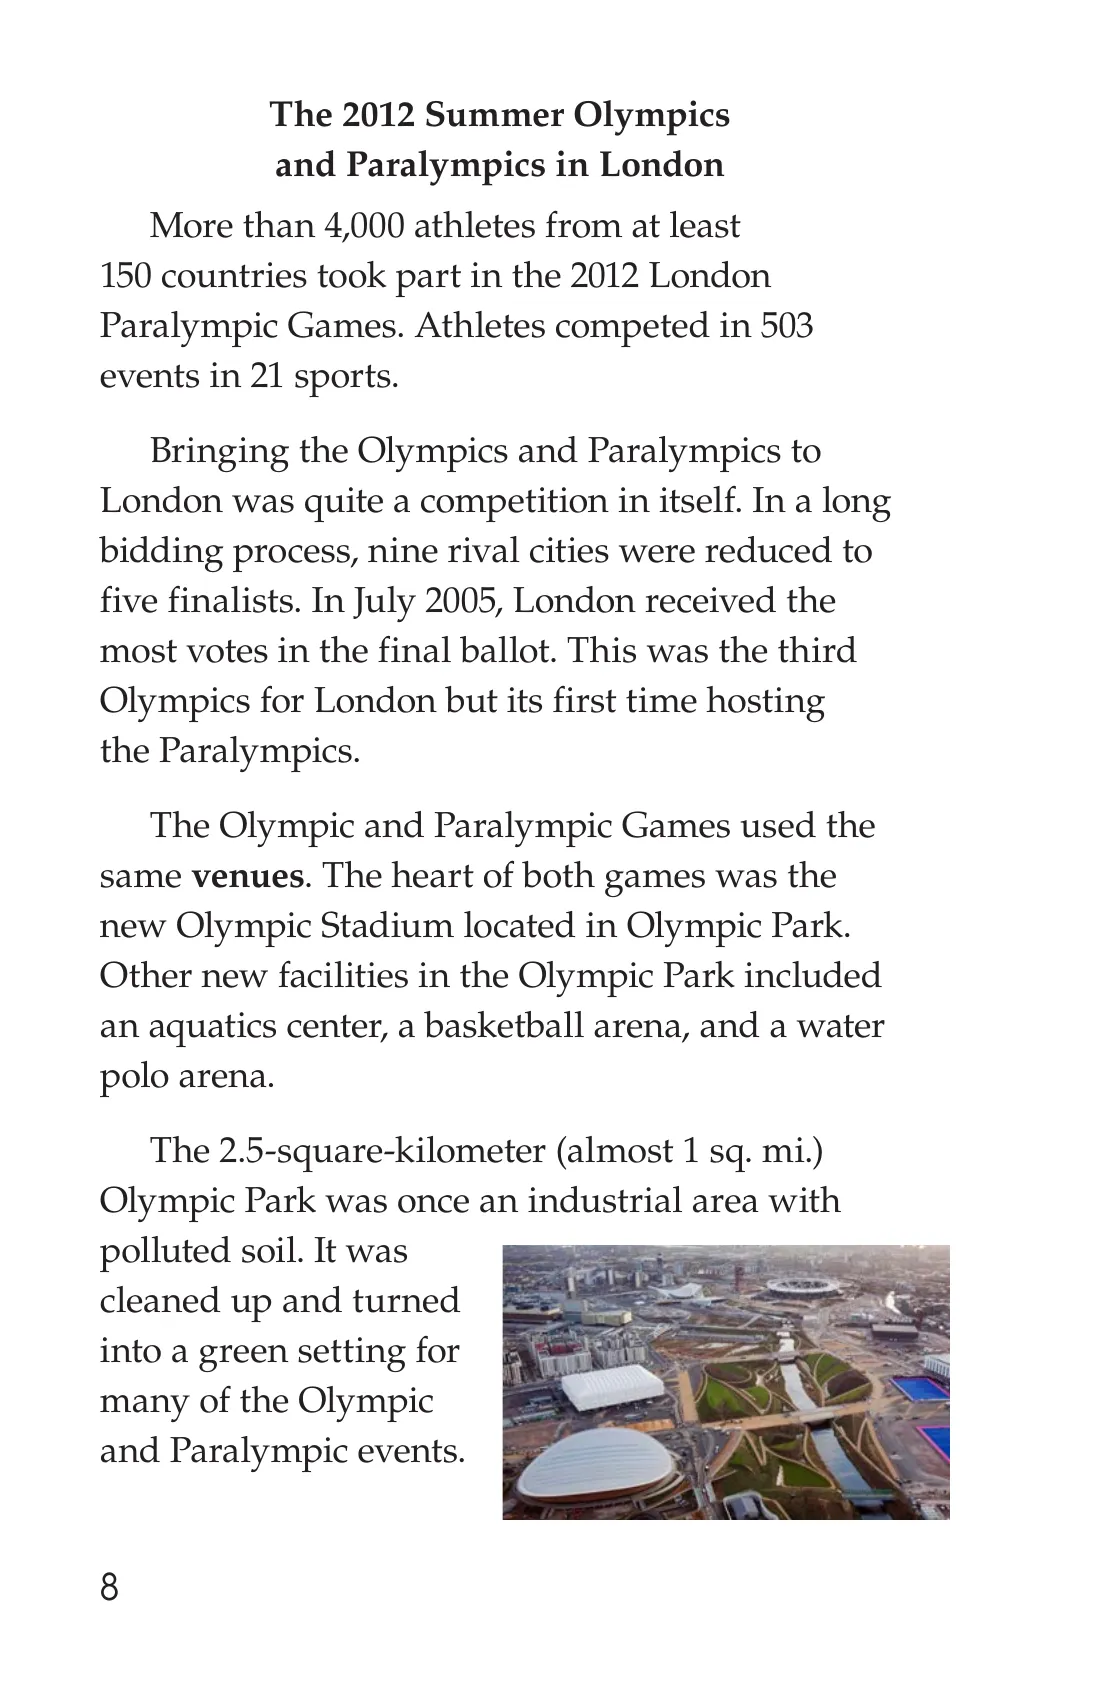 The 2012 Summer Olympics
and Paralympics in London
More than 4,000 athletes from at least
150 countries took part in the 2012 London
Paralympic Games. Athletes competed in 503
events in 21 sports.
Bringing the Olympics and Paralympics to
London was quite a competition in itself. In a long
bidding process, nine rival cities were reduced to
five finalists. In July 2005, London received the
most votes in the final ballot. This was the third
Olympics for London but its first time hosting
the Paralympics.
The Olympic and Paralympic Games used the
same venues. The heart of both games was the
new Olympic Stadium located in Olympic Park.
Other new facilities in the Olympic Park included
an aquatics center, a basketball arena, and a water
polo arena.
The 2.5-square-kilometer (almost 1 sq. mi.)
Olympic Park was once an industrial area with
polluted soil. It was
cleaned up and turned
into a green setting for
many of the Olympic
and Paralympic events.
8